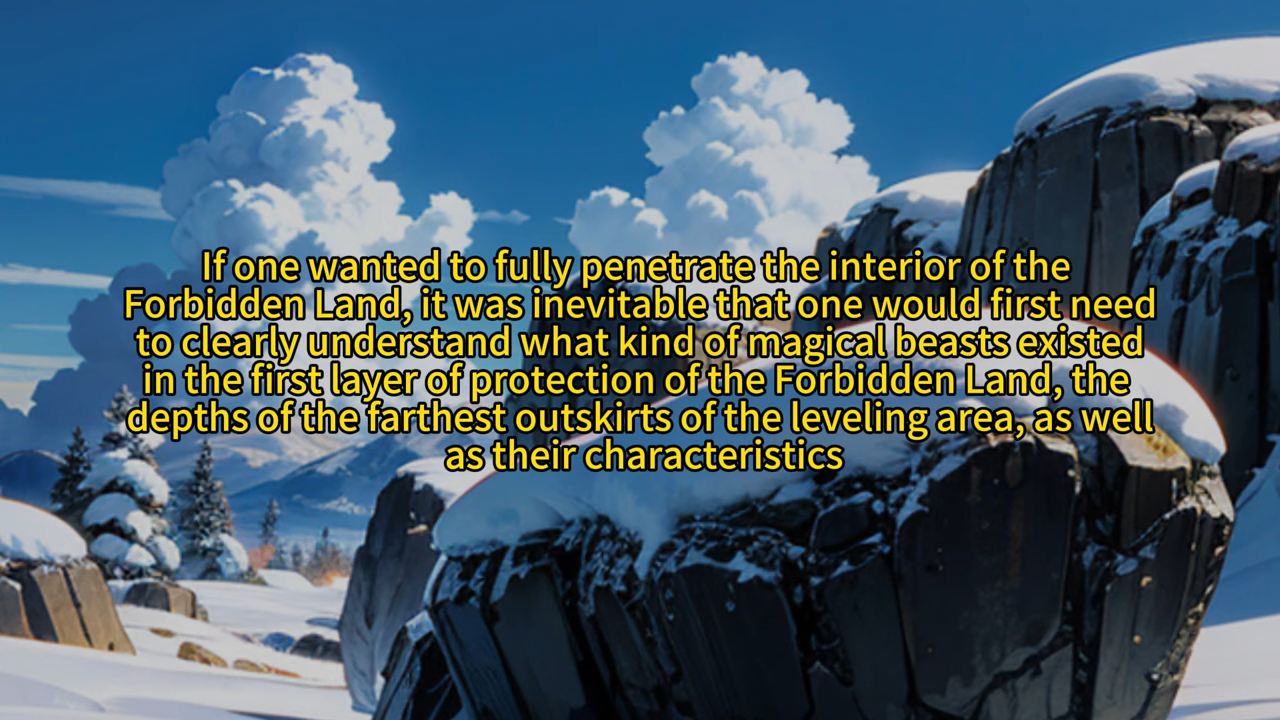 If one wanted to fully penetrate the interior of the
Forbidden Land, it was inevitable that one would first need
to clearly understand what kind of magical beasts existed
in the first layer of protection of the Forbidden Land, the
depths of the farthest outskirts of the leveling area, as well
as their characteristics